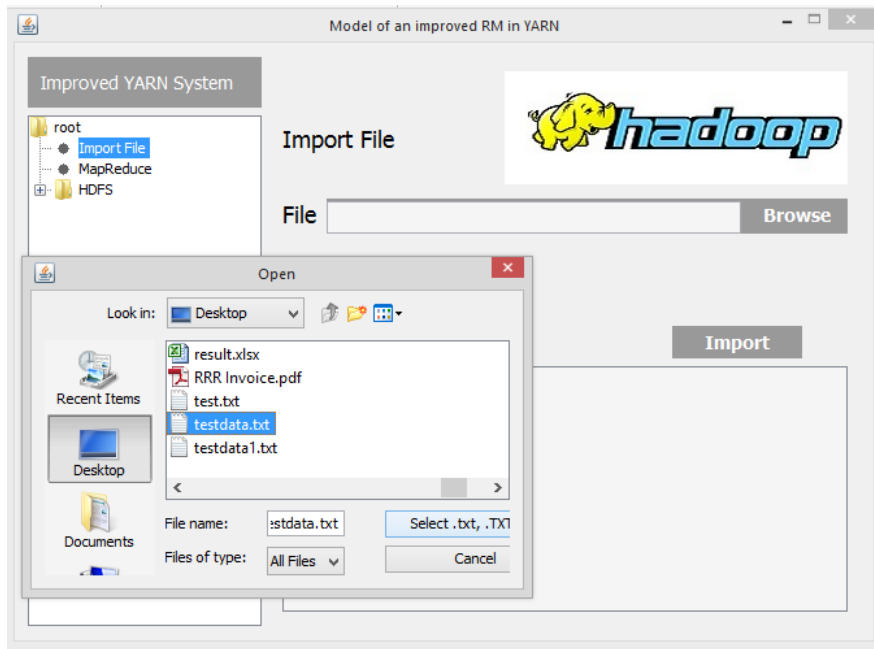 Model of an improved RM in YARN
Improved YARN System
hadoop
root
Import File
MapReduce
HDFS
Import File
File
Browse
Open
Look in:
Desktop
Recent Items
Desktop
Documents
result.xlsx
RRR Invoice.pdf
test.txt
testdata.txt
testdata1.txt
File name:
stdata.txt
Select .txt, .TXT
Files of type:
All Files
Cancel
Import